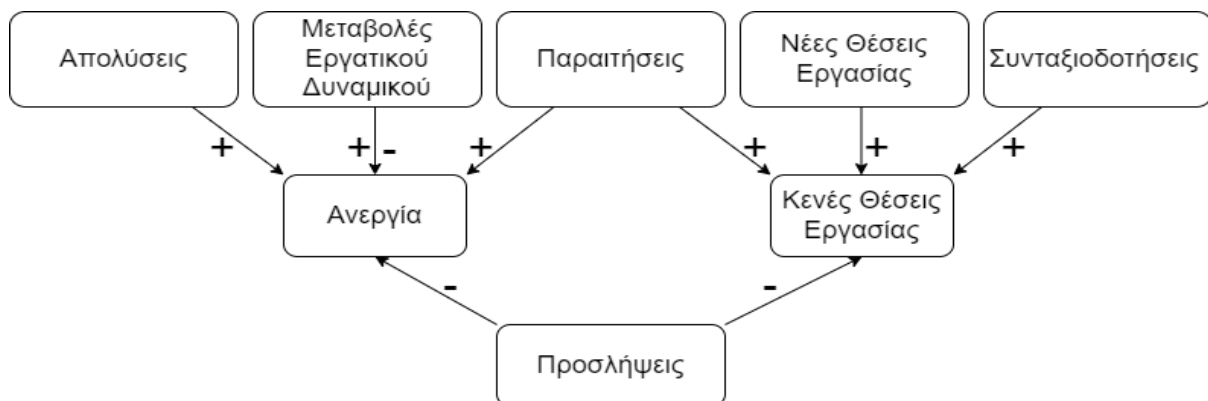 Απολύσεις
Μεταβολές
Εργατικού
Δυναμικού
Παραιτήσεις
Νέες Θέσεις
Εργασίας
Συνταξιοδοτήσεις
+
+ -
+
+
+
+
Ανεργία
Κενές Θέσεις
Εργασίας
-
-
Προσλήψεις